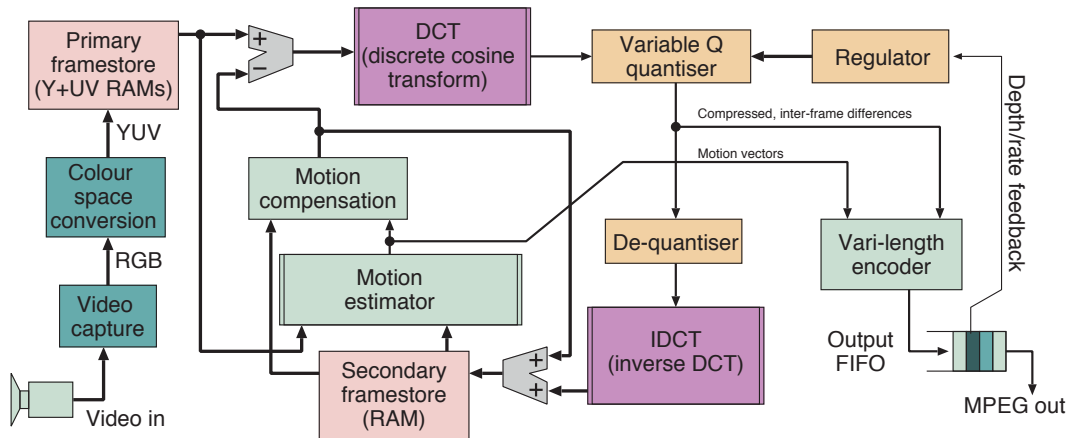 Primary
framestore
(Y+UV RAMs)
+
−
DCT
(discrete cosine
transform)
Variable Q
quantiser
Regulator
YUV
Compressed, inter-frame differences
Colour
space
conversion
Motion
compensation
Motion vectors
Depth/rate feedback
De-quantiser
Vari-length
encoder
RGB
Motion
estimator
Video
capture
IDCT
(inverse DCT)
Output
FIFO
Secondary
framestore
(RAM)
+
+
Video in
MPEG out